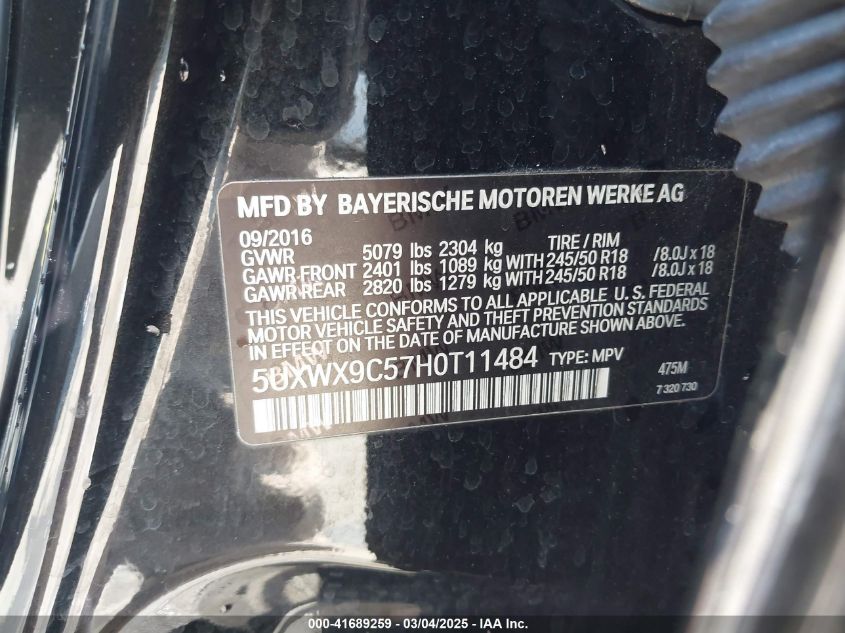 MFD BY BAYERISCHE MOTOREN WERKE AG
09/2016 TIRE / RIM
GVWR 5079 lbs 2304 kg
GAWR FRONT 2401 lbs 1089 kg WITH 245/50 R18 /8.0J x 18
GAWR REAR 2820 lbs 1279 kg WITH 245/50 R18 /8.0J x 18
THIS VEHICLE CONFORMS TO ALL APPLICABLE U. S. FEDERAL
MOTOR VEHICLE SAFETY AND THEFT PREVENTION STANDARDS
IN EFFECT ON THE DATE OF MANUFACTURE SHOWN ABOVE.
5UXWX9C57H0T11484 TYPE: MPV 475M
7 320 730
000-41689259 - 03/04/2025 - IAA Inc.